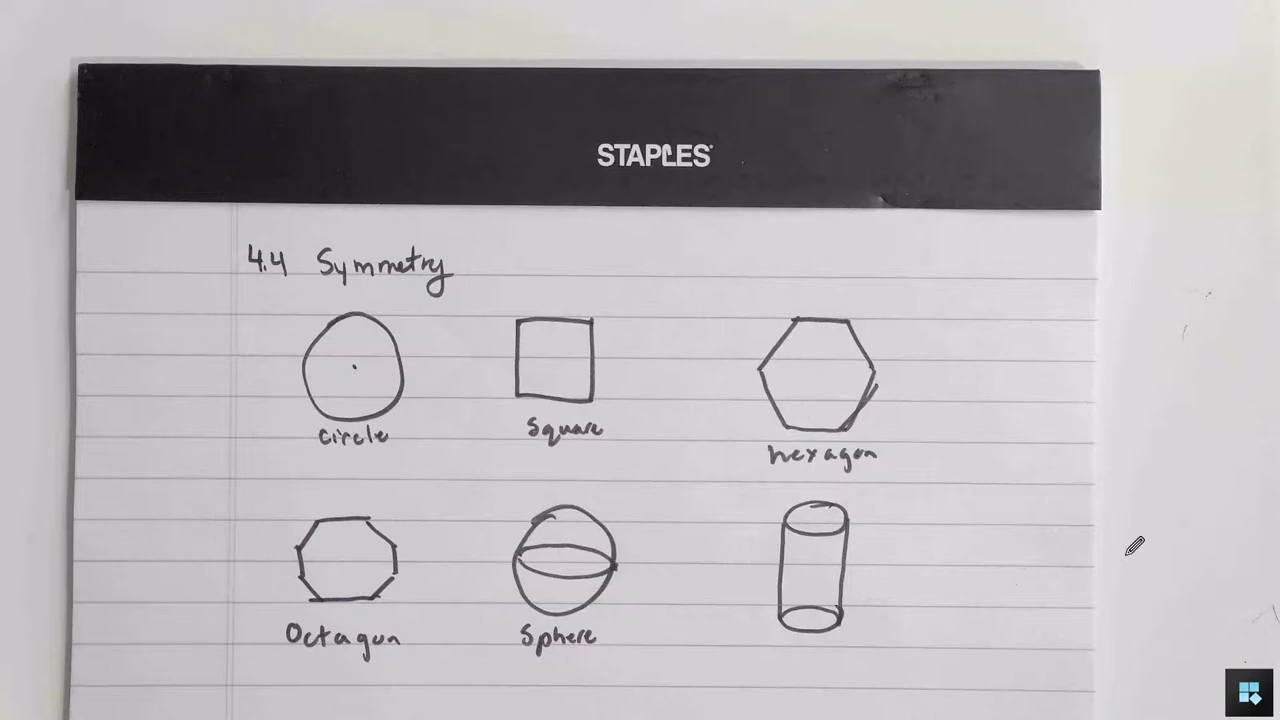 STAPLES
4.4 Symmetry
circle
Square
hexagon
Octagon
Sphere